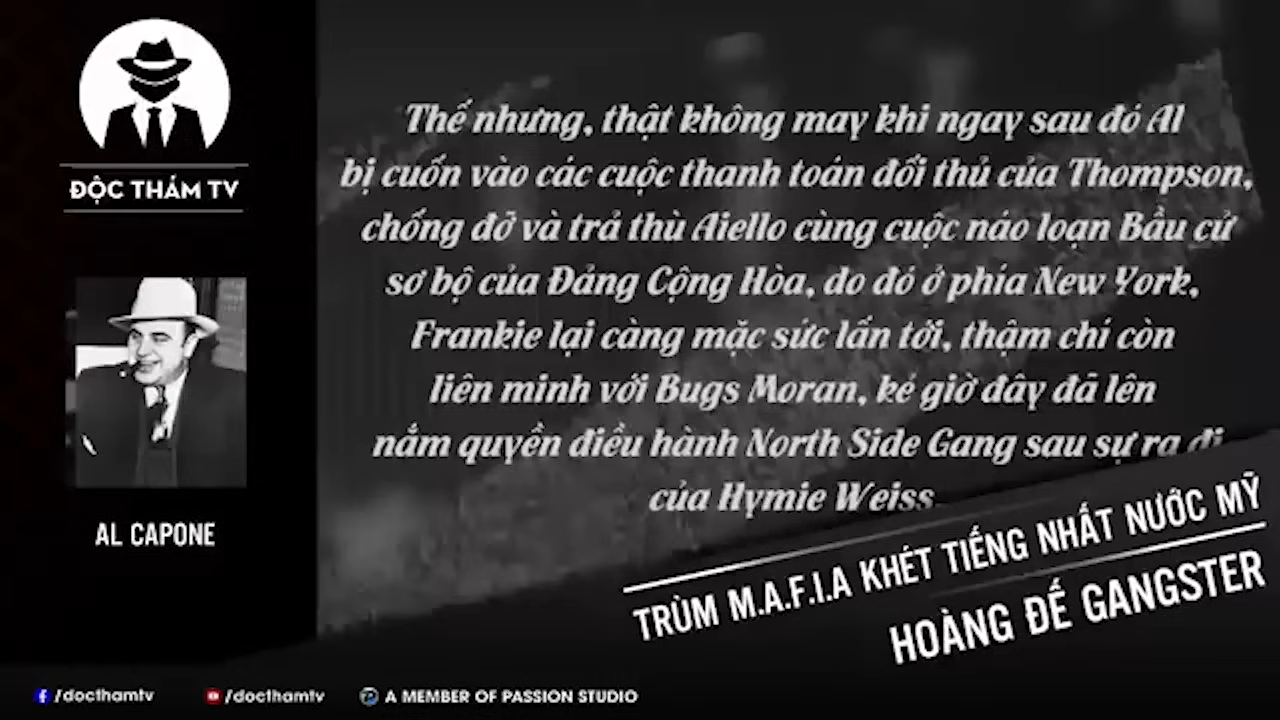 ĐỘC THÁM TV
AL CAPONE
Thế nhưng, thật không may khi ngay sau đó Al
bị cuốn vào các cuộc thanh toán đối thủ của Thompson,
chống đỡ và trả thù Aiello cùng cuộc náo loạn Bầu cử
sơ bộ của Đảng Cộng Hòa, do đó ở phía New York,
Frankie lại càng mặc sức lấn tới, thậm chí còn
liên minh với Bugs Moran, kẻ giờ đây đã lên
nắm quyền điều hành North Side Gang sau sự ra đi
của Hymie Weiss.
TRÙM M.A.F.I.A KHÉT TIẾNG NHẤT NƯỚC MỸ
HOÀNG ĐẾ GANGSTER
/docthamtv /docthamtv A MEMBER OF PASSION STUDIO